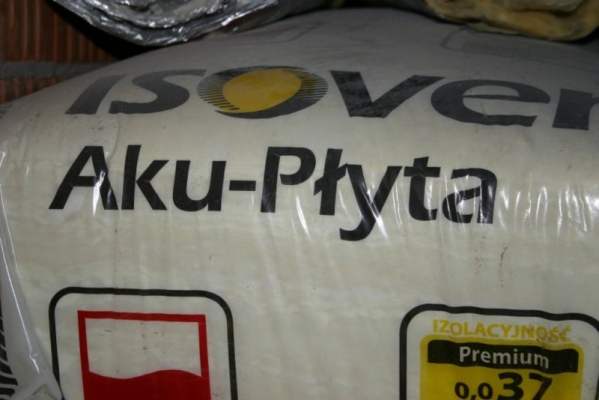 isover
Aku-Płyta
IZOLACYJNOŚĆ
Premium
0,037